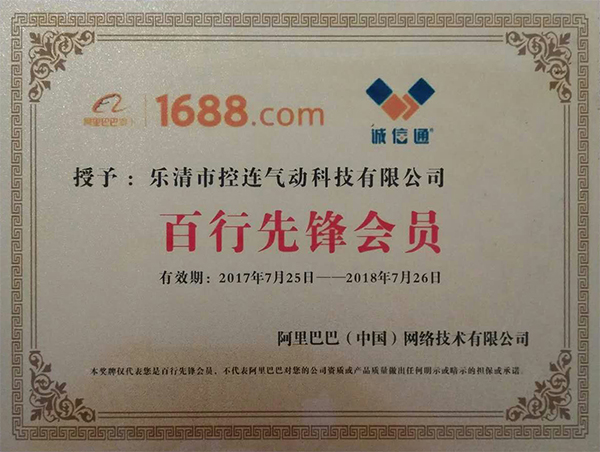 阿里巴巴旗下 1688.com
诚信通®
授予：乐清市控连气动科技有限公司
百行先锋会员
有效期：2017年7月25日——2018年7月26日
阿里巴巴（中国）网络技术有限公司
本奖牌仅代表您是百行先锋会员，不代表阿里巴巴对您的公司资质或产品质量做出任何明示或暗示的担保或承诺。